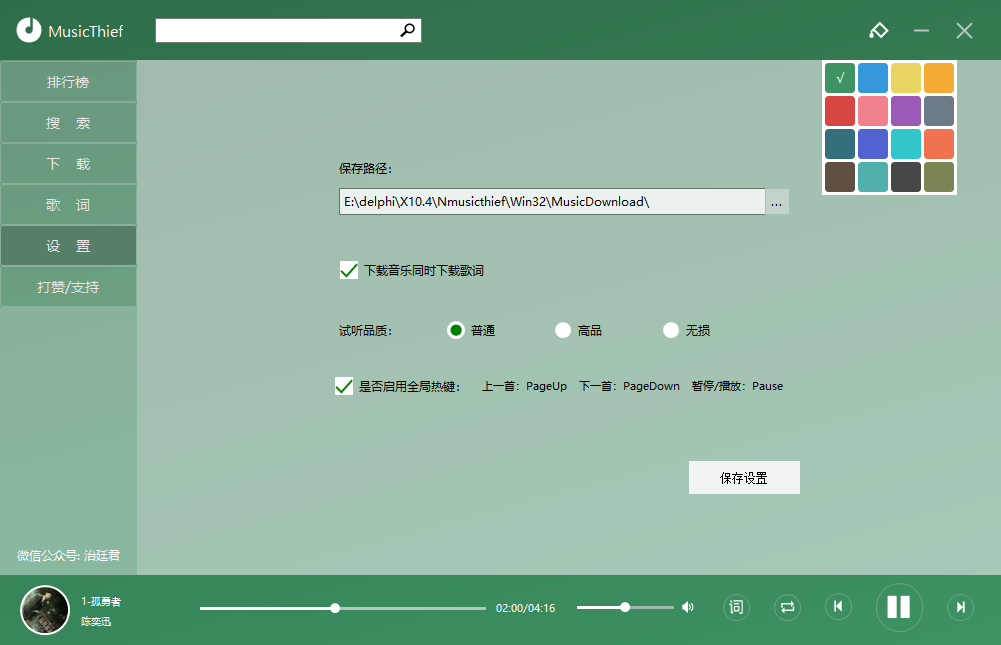 MusicThief
排行榜
搜 索
下 载
歌 词
设 置
打赏/支持
微信公众号: 治廷君
√
保存路径:
E:\delphi\X10.4\Nmusicthief\Win32\MusicDownload\
...
下载音乐同时下载歌词
试听品质: 普通 高品 无损
是否启用全局热键: 上一首: PageUp 下一首: PageDown 暂停/播放: Pause
保存设置
1-孤勇者
陈奕迅
02:00/04:16
词